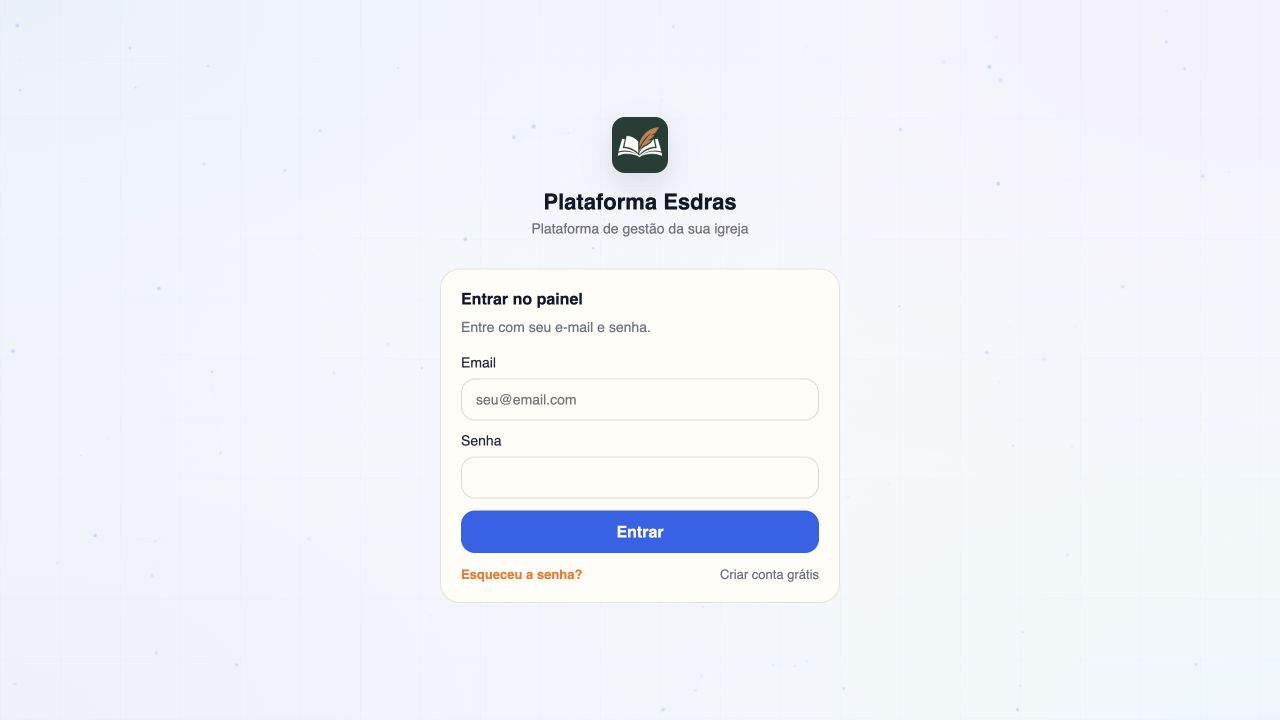 Plataforma Esdras
Plataforma de gestão da sua igreja
Entrar no painel
Entre com seu e-mail e senha.
Email
seu@email.com
Senha
Entrar
Esqueceu a senha? Criar conta grátis